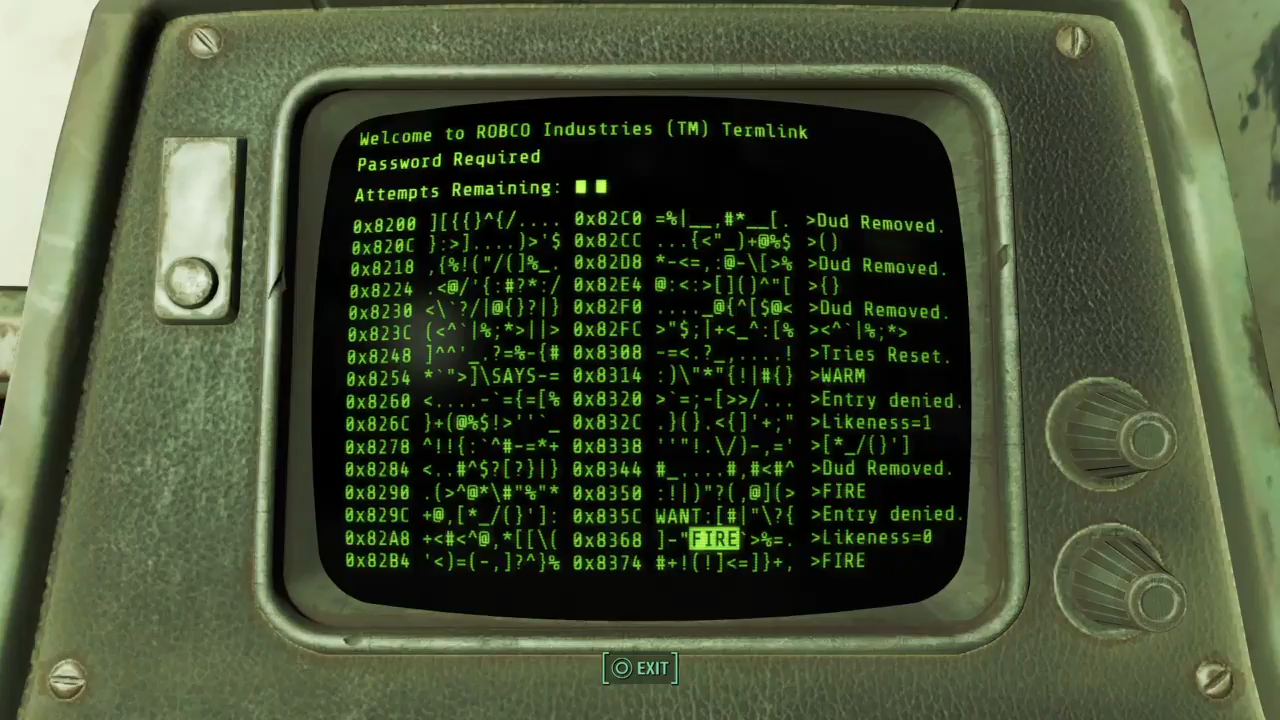 Welcome to ROBCO Industries (TM) Termlink
Password Required
Attempts Remaining: ■ ■
0x8200 ][{{}^{/.... 0x82C0 =%|__,#*__[. >Dud Removed.
0x820C }:>]....)>'$ 0x82CC ...{<"_)+@%$ >()
0x8218 ,{%!("/(]%_. 0x82D8 *-<=,:@-\[>% >Dud Removed.
0x8224 .<@/'{:#?*:/ 0x82E4 @:<:>[]()^"[ >{}
0x8230 <\`?/|@{}?|} 0x82F0 ...._@{^[$@< >Dud Removed.
0x823C (<^`|%;*>||> 0x82FC >"$;|+<_^:[% ><^`|%;*>
0x8248 ]^^'_.?=%-{# 0x8308 -=<.?_,....! >Tries Reset.
0x8254 *`">]\SAYS-= 0x8314 :)\"*"{!|#{} >WARM
0x8260 <....-`={=[% 0x8320 >`=;-[>>/... >Entry denied.
0x826C }+(@%$!>''`_ 0x832C .}(}.<{]'+;" >Likeness=1
0x8278 ^!!{:`^#-=*+ 0x8338 ''"!.\/)-,=' >[*_/(}']
0x8284 <..#^$?[?}|} 0x8344 #_....#,#<#^ >Dud Removed.
0x8290 .(>^@*\#"%"* 0x8350 :!|)"?(,@](> >FIRE
0x829C +@,[*_/(}']: 0x835C WANT:[#|"\?{ >Entry denied.
0x82A8 +<#<^@,*[[\( 0x8368 ]-"FIRE`>%=. >Likeness=0
0x82B4 '<)=(-,]?^}% 0x8374 #+!(!]<=]}+, >FIRE
EXIT